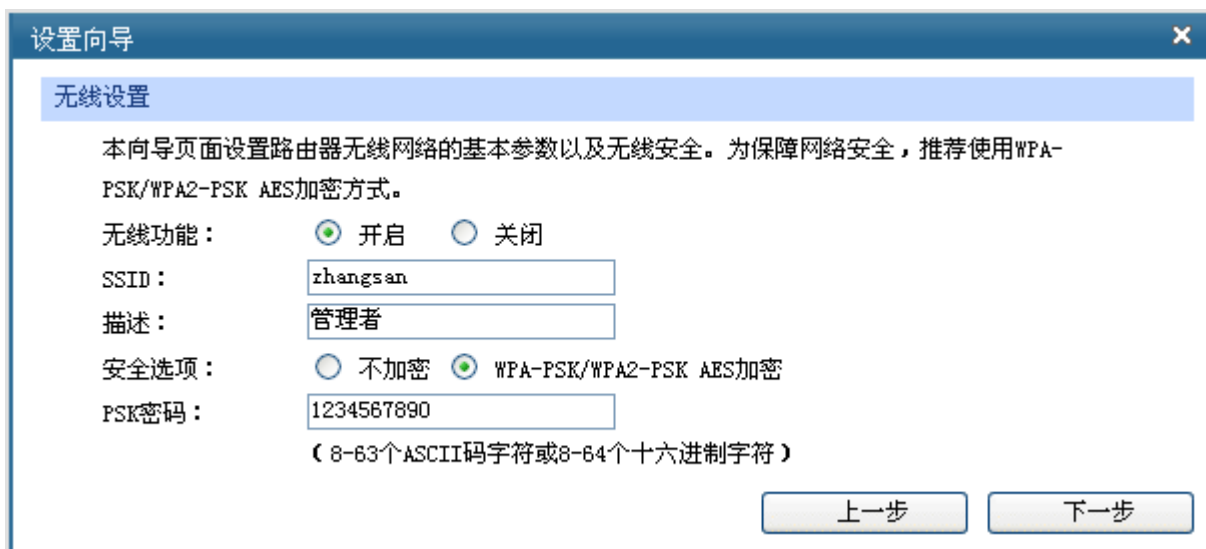 设置向导
无线设置
本向导页面设置路由器无线网络的基本参数以及无线安全。为保障网络安全，推荐使用WPA-
PSK/WPA2-PSK AES加密方式。
无线功能： 开启 关闭
SSID： zhangsan
描述： 管理者
安全选项： 不加密 WPA-PSK/WPA2-PSK AES加密
PSK密码： 1234567890
（8-63个ASCII码字符或8-64个十六进制字符）
上一步 下一步